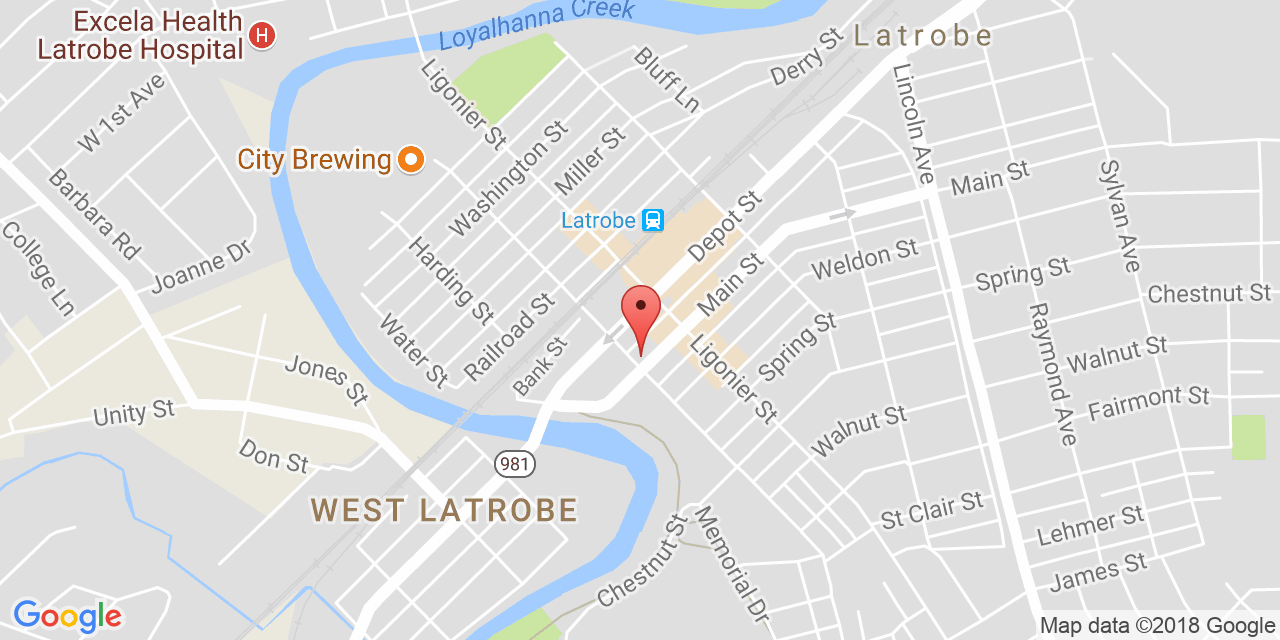 Excela Health
Latrobe Hospital
H
Loyalhanna Creek
Latrobe
Bluff Ln
Derry St
Ligonier St
Lincoln Ave
W 1st Ave
City Brewing
Washington St
Miller St
Main St
Sylvan Ave
Barbara Rd
College Ln
Joanne Dr
Latrobe
Depot St
Harding St
Weldon St
Main St
Spring St
Chestnut St
Raymond Ave
Water St
Railroad St
Bank St
Spring St
Walnut St
Jones St
Ligonier St
Fairmont St
Unity St
Walnut St
Don St
981
WEST LATROBE
St Clair St
Lehmer St
Chestnut St
Memorial Dr
James St
Google
Map data ©2018 Google